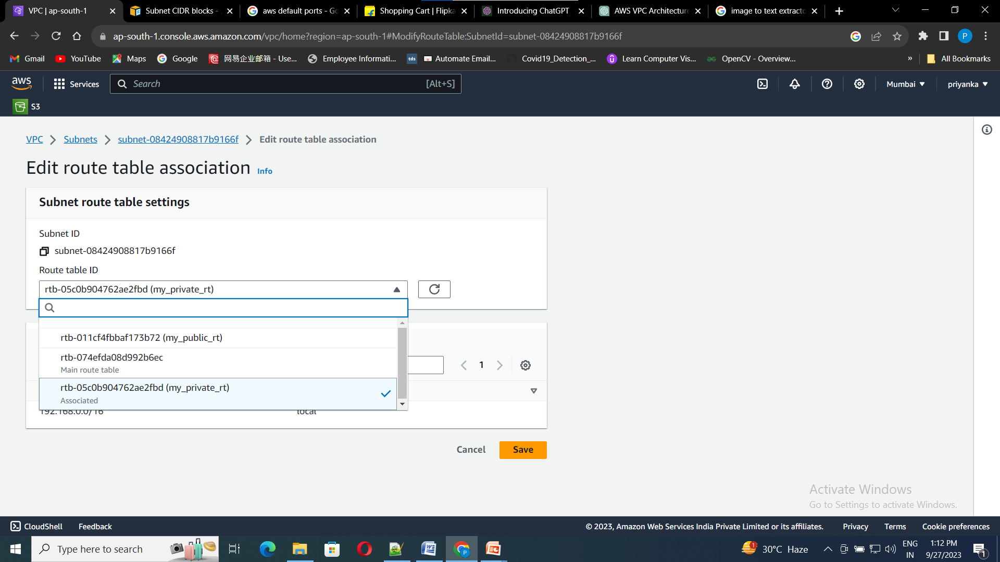 VPC | ap-south-1
Subnet CIDR blocks -
aws default ports - Go
Shopping Cart | Flipka
Introducing ChatGPT
AWS VPC Architecture
image to text extracto
ap-south-1.console.aws.amazon.com/vpc/home?region=ap-south-1#ModifyRouteTable:SubnetId=subnet-08424908817b9166f
P
Gmail
YouTube
Maps
Google
网易企业邮箱 - Use...
Employee Informati...
tds
Automate Email...
Covid19_Detection_...
Learn Computer Vis...
OpenCV - Overview...
»
All Bookmarks
aws
Services
Search
[Alt+S]
Mumbai
priyanka
S3
VPC
Subnets
subnet-08424908817b9166f
Edit route table association
Edit route table association Info
Subnet route table settings
Subnet ID
subnet-08424908817b9166f
Route table ID
rtb-05c0b904762ae2fbd (my_private_rt)
rtb-011cf4fbbaf173b72 (my_public_rt)
rtb-074efda08d992b6ec
Main route table
1
rtb-05c0b904762ae2fbd (my_private_rt)
Associated
192.168.0.0/16
local
Cancel
Save
Activate Windows
Go to Settings to activate Windows.
CloudShell
Feedback
© 2023, Amazon Web Services India Private Limited or its affiliates.
Privacy
Terms
Cookie preferences
Type here to search
1
30°C Haze
ENG
IN
1:12 PM
9/27/2023
1